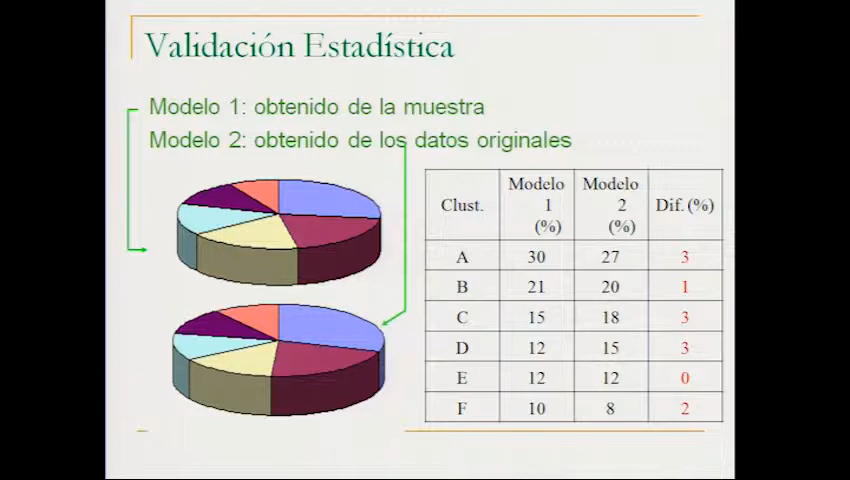 Validación Estadística
Modelo 1: obtenido de la muestra
Modelo 2: obtenido de los datos originales
Clust. Modelo 1 (%) Modelo 2 (%) Dif. (%)
A 30 27 3
B 21 20 1
C 15 18 3
D 12 15 3
E 12 12 0
F 10 8 2